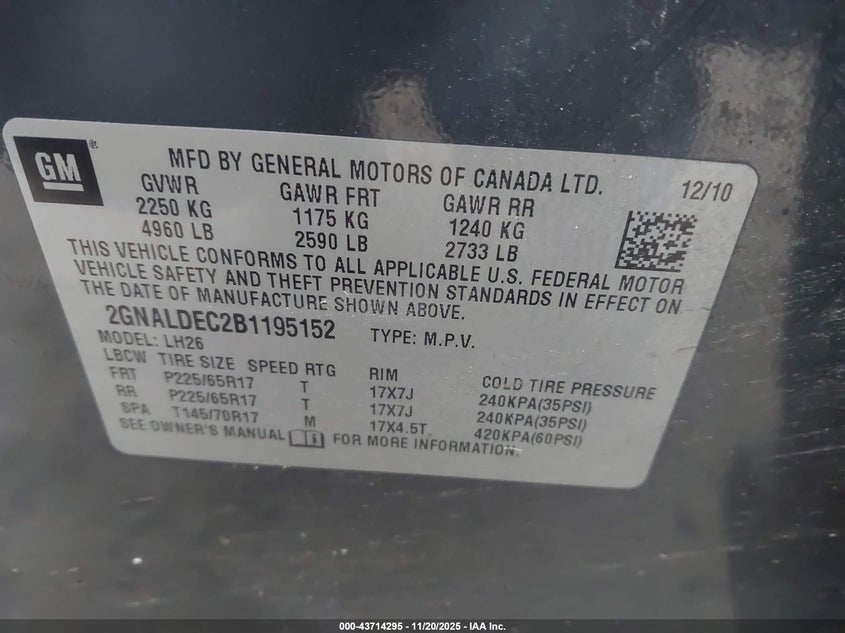 GM ®
MFD BY GENERAL MOTORS OF CANADA LTD. 12/10
GVWR GAWR FRT GAWR RR
2250 KG 1175 KG 1240 KG
4960 LB 2590 LB 2733 LB
THIS VEHICLE CONFORMS TO ALL APPLICABLE U.S. FEDERAL MOTOR
VEHICLE SAFETY AND THEFT PREVENTION STANDARDS IN EFFECT ON
THE DATE OF MANUFACTURE SHOWN ABOVE.
2GNALDEC2B1195152 TYPE: M.P.V.
MODEL: LH26
LBCW TIRE SIZE SPEED RTG RIM COLD TIRE PRESSURE
FRT P225/65R17 T 17X7J 240KPA(35PSI)
RR P225/65R17 T 17X7J 240KPA(35PSI)
SPA T145/70R17 M 17X4.5T 420KPA(60PSI)
SEE OWNER'S MANUAL FOR MORE INFORMATION.
000-43714295 - 11/20/2025 - IAA Inc.